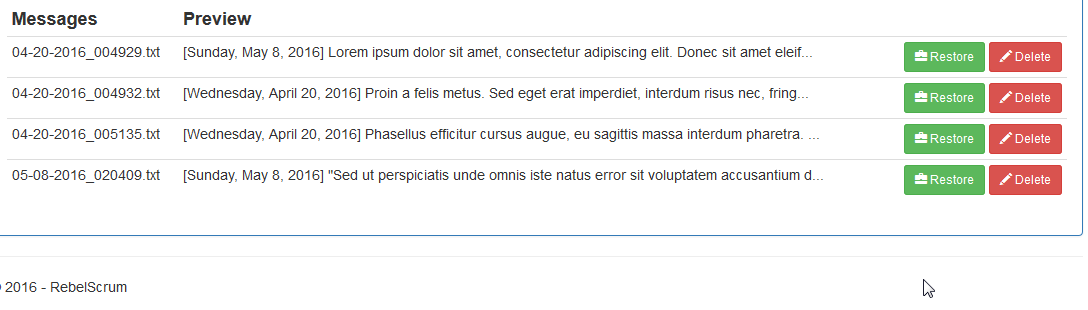 Messages Preview
04-20-2016_004929.txt [Sunday, May 8, 2016] Lorem ipsum dolor sit amet, consectetur adipiscing elit. Donec sit amet eleif... Restore Delete
04-20-2016_004932.txt [Wednesday, April 20, 2016] Proin a felis metus. Sed eget erat imperdiet, interdum risus nec, fring... Restore Delete
04-20-2016_005135.txt [Wednesday, April 20, 2016] Phasellus efficitur cursus augue, eu sagittis massa interdum pharetra. ... Restore Delete
05-08-2016_020409.txt [Sunday, May 8, 2016] "Sed ut perspiciatis unde omnis iste natus error sit voluptatem accusantium d... Restore Delete
2016 - RebelScrum